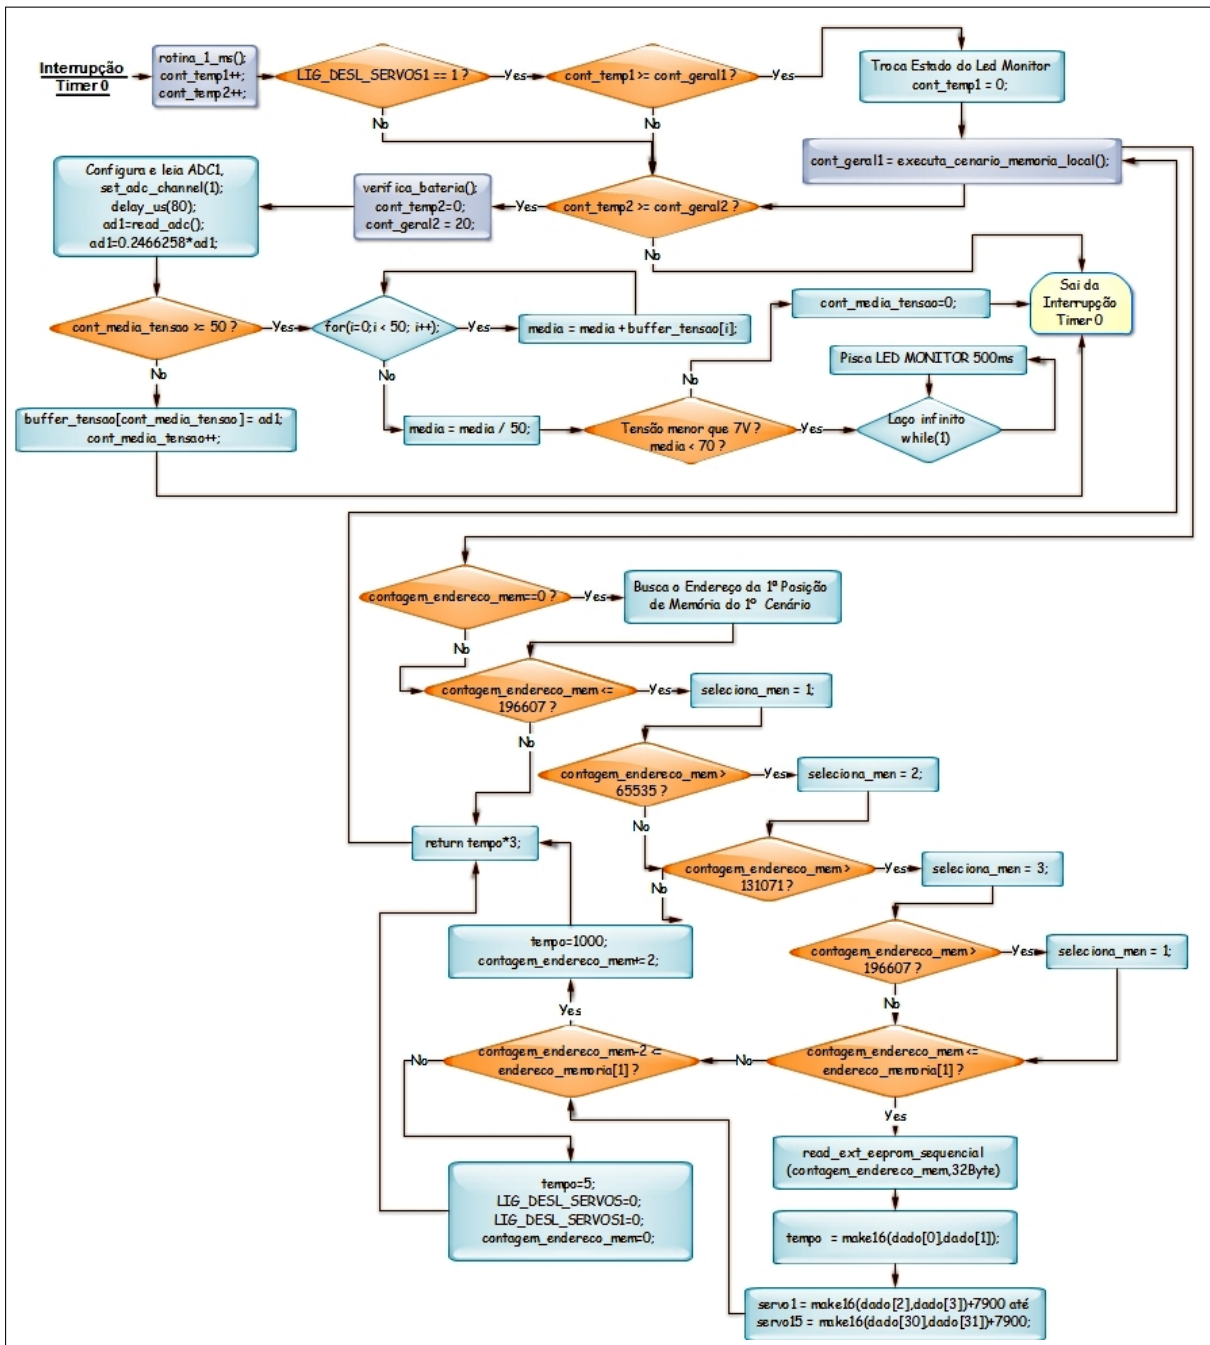 Interrupção
Timer 0
rotina_1_ms();
cont_temp1++;
cont_temp2++;
LIG_DESL_SERVOS1 == 1 ?
Yes
No
cont_temp1 >= cont_geral1 ?
Yes
No
Troca Estado do Led Monitor
cont_temp1 = 0;
cont_geral1 = executa_cenario_memoria_local();
Configura e leia ADC1,
set_adc_channel(1);
delay_us(80);
ad1=read_adc();
ad1=0.2466258*ad1;
verifica_bateria();
cont_temp2=0;
cont_geral2 = 20;
Yes
cont_temp2 >= cont_geral2 ?
No
Sai da
Interrupção
Timer 0
cont_media_tensao >= 50 ?
Yes
No
for(i=0;i < 50; i++);
Yes
No
media = media + buffer_tensao[i];
cont_media_tensao=0;
Pisca LED MONITOR 500ms
Laço infinito
while(1)
buffer_tensao[cont_media_tensao] = ad1;
cont_media_tensao++;
media = media / 50;
No
Tensão menor que 7V ?
media < 70 ?
Yes
contagem_endereco_mem==0 ?
Yes
No
Busca o Endereço da 1ª Posição
de Memória do 1º Cenário
contagem_endereco_mem <=
196607 ?
Yes
No
seleciona_men = 1;
contagem_endereco_mem >
65535 ?
Yes
No
seleciona_men = 2;
return tempo*3;
contagem_endereco_mem >
131071 ?
Yes
No
seleciona_men = 3;
tempo=1000;
contagem_endereco_mem+=2;
contagem_endereco_mem >
196607 ?
Yes
No
seleciona_men = 1;
Yes
contagem_endereco_mem-2 <=
endereco_memoria[1] ?
No
No
contagem_endereco_mem <=
endereco_memoria[1] ?
Yes
read_ext_eeprom_sequencial
(contagem_endereco_mem,32Byte)
tempo=5;
LIG_DESL_SERVOS=0;
LIG_DESL_SERVOS1=0;
contagem_endereco_mem=0;
tempo = make16(dado[0],dado[1]);
servo1 = make16(dado[2],dado[3])+7900 até
servo15 = make16(dado[30],dado[31])+7900;